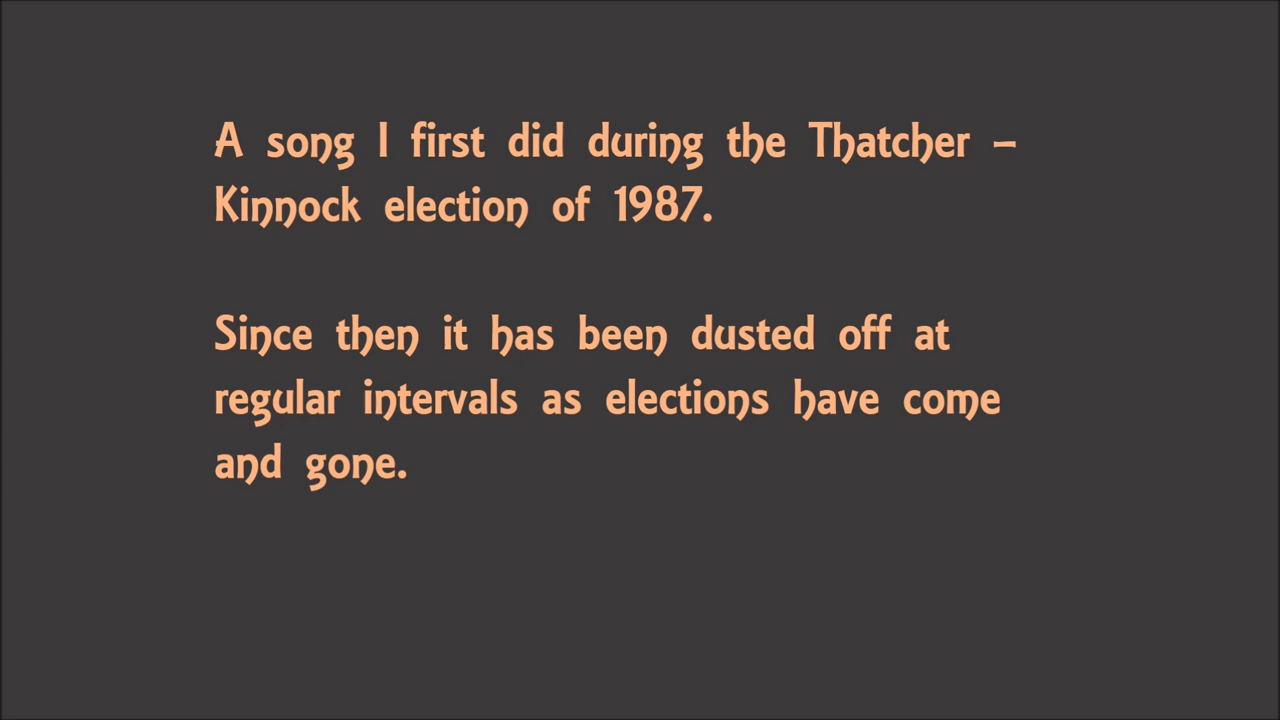 A song I first did during the Thatcher –
Kinnock election of 1987.
Since then it has been dusted off at
regular intervals as elections have come
and gone.